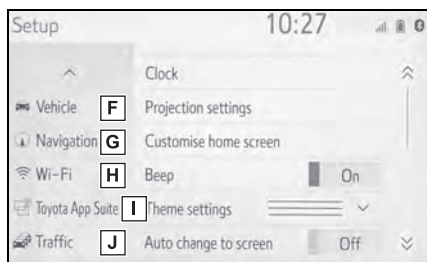 Setup 10:27
Clock
Vehicle F Projection settings
Navigation G Customise home screen
Wi-Fi H Beep On
Toyota App Suite I Theme settings
Traffic J Auto change to screen Off